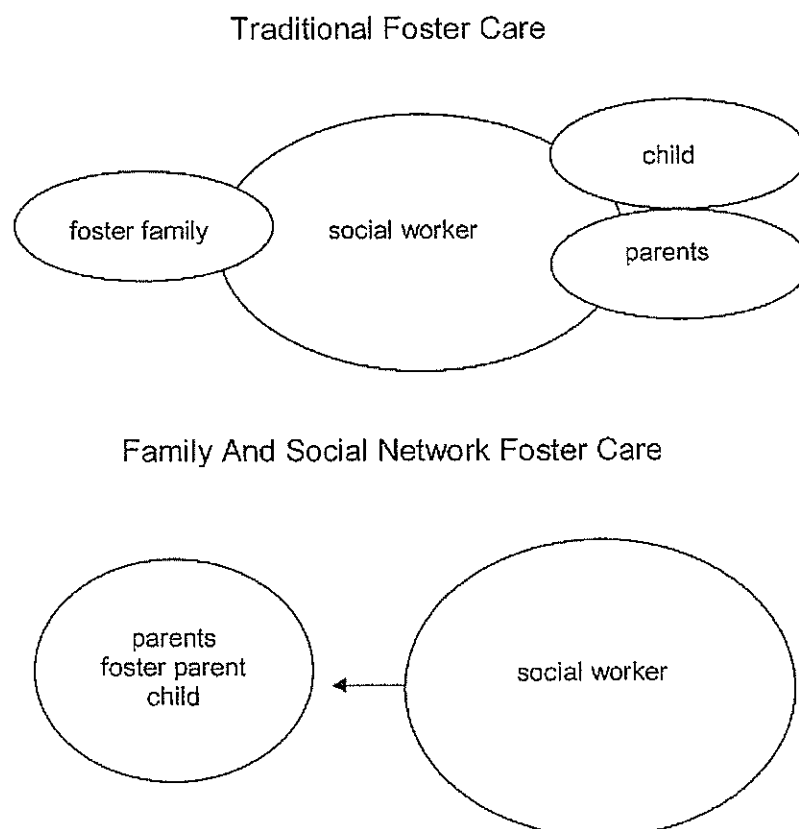 Traditional Foster Care
child
foster family
social worker
parents
Family And Social Network Foster Care
parents
foster parent
child
social worker